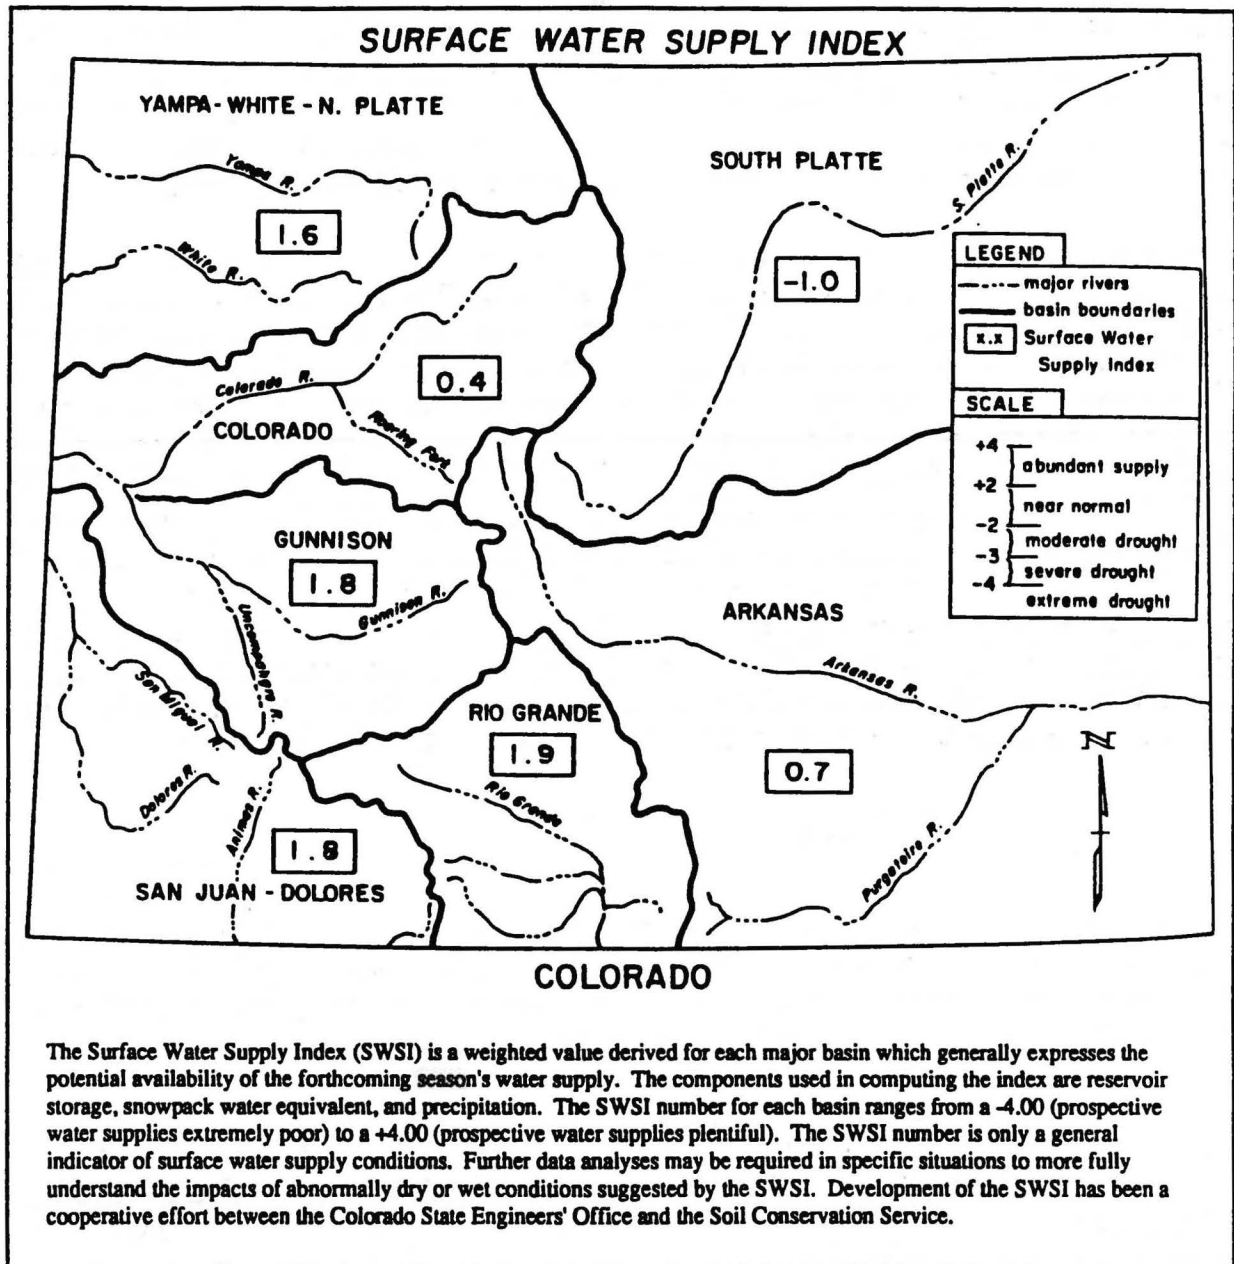 SURFACE WATER SUPPLY INDEX
YAMPA-WHITE-N. PLATTE
SOUTH PLATTE
Yampa R.
S. Platte R.
1.6
White R.
-1.0
LEGEND
major rivers
basin boundaries
x.x Surface Water
Supply Index
0.4
Colorado R.
COLORADO
Roaring Fork
SCALE
+4
abundant supply
+2
near normal
-2
moderate drought
-3
severe drought
-4
extreme drought
GUNNISON
1.8
Gunnison R.
Uncompahgre R.
ARKANSAS
Arkansas R.
San Miguel R.
RIO GRANDE
1.9
Rio Grande
0.7
N
Dolores R.
Animas R.
1.8
SAN JUAN - DOLORES
Purgatoire R.
COLORADO
The Surface Water Supply Index (SWSI) is a weighted value derived for each major basin which generally expresses the
potential availability of the forthcoming season's water supply. The components used in computing the index are reservoir
storage, snowpack water equivalent, and precipitation. The SWSI number for each basin ranges from a -4.00 (prospective
water supplies extremely poor) to a +4.00 (prospective water supplies plentiful). The SWSI number is only a general
indicator of surface water supply conditions. Further data analyses may be required in specific situations to more fully
understand the impacts of abnormally dry or wet conditions suggested by the SWSI. Development of the SWSI has been a
cooperative effort between the Colorado State Engineers' Office and the Soil Conservation Service.